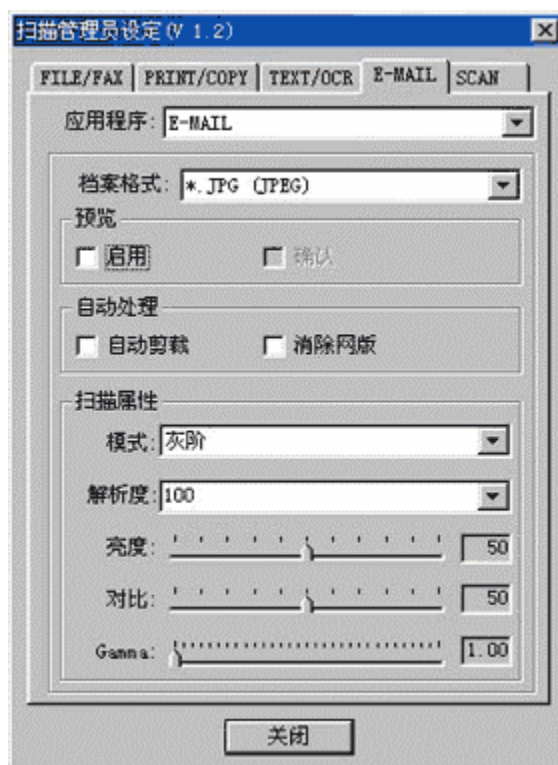 扫描管理员设定(V 1.2)
FILE/FAX PRINT/COPY TEXT/OCR E-MAIL SCAN
应用程序: E-MAIL
档案格式: *.JPG (JPEG)
预览
启用 确认
自动处理
自动剪裁 消除网版
扫描属性
模式: 灰阶
解析度: 100
亮度: 50
对比: 50
Gamma: 1.00
关闭